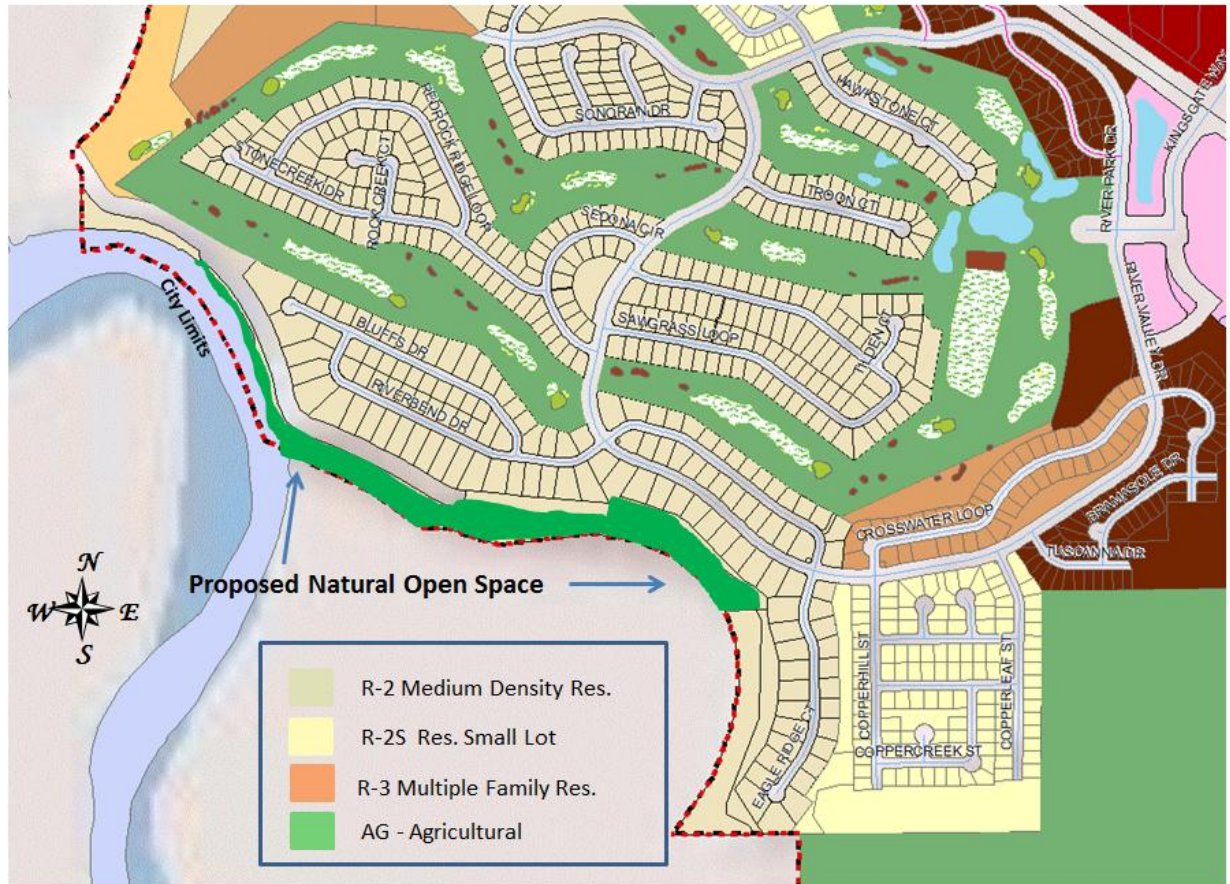 HAWKSTONE CT
KINGSGATE WAY
SONORAN DR
REDROCK RIDGE LOOP
STONECREEK DR
ROCK CREEK CT
TROON CT
RIVER PARK DR
SEDONA CIR
RIVER VALLEY DR
City Limits
BLUFFS DR
SAWGRASS LOOP
TILDEN CT
RIVERBEND DR
CROSSWATER LOOP
BRAMASOLE DR
TUSCANNA DR
Proposed Natural Open Space
N
W E
S
R-2 Medium Density Res.
R-2S Res. Small Lot
R-3 Multiple Family Res.
AG - Agricultural
EAGLE RIDGE CT
COPPERHILL ST
COPPERLEAF ST
COPPERCREEK ST